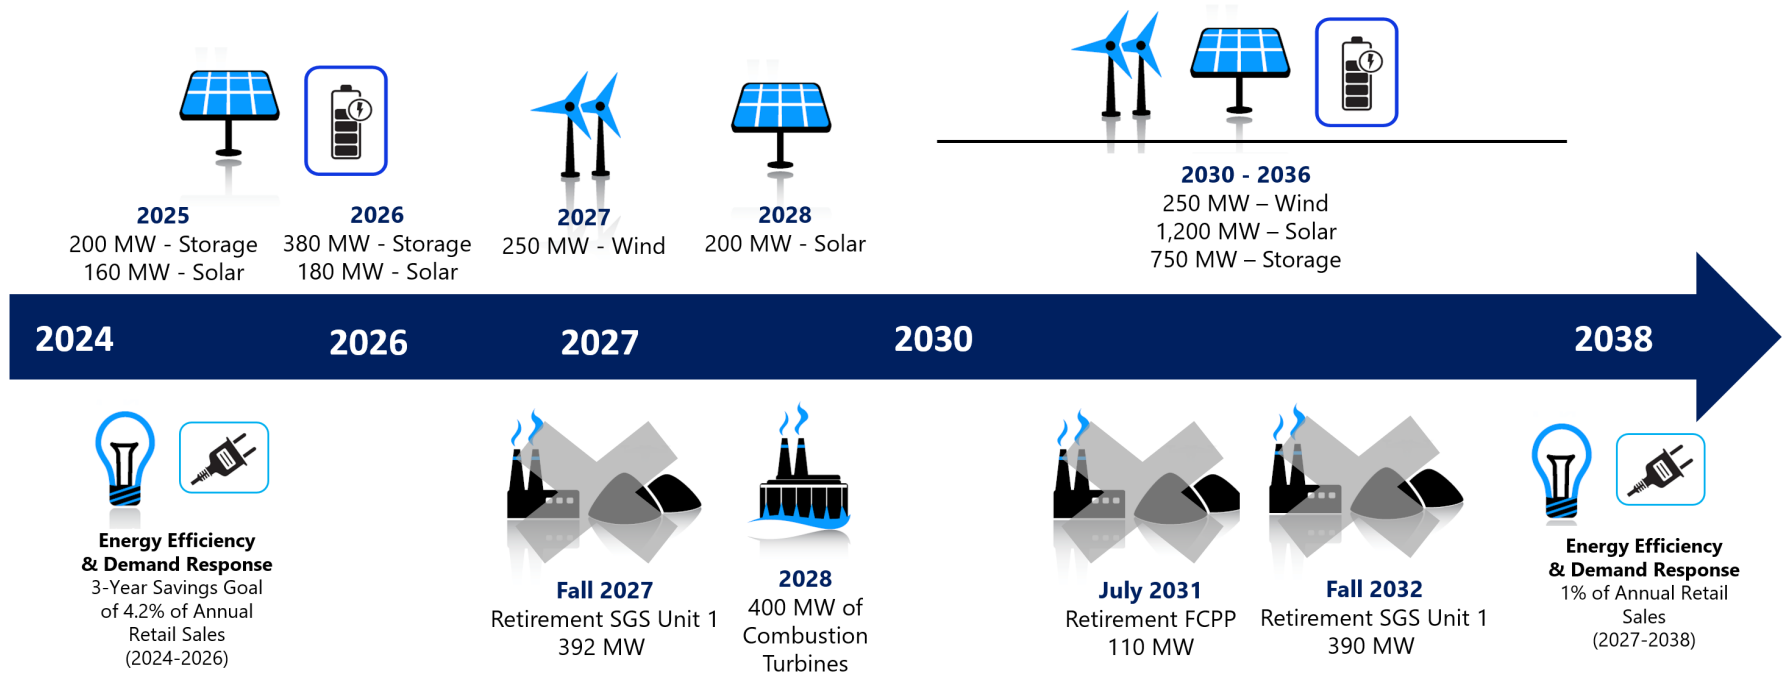 2025
200 MW - Storage
160 MW - Solar
2026
380 MW - Storage
180 MW - Solar
2027
250 MW - Wind
2028
200 MW - Solar
2030 - 2036
250 MW – Wind
1,200 MW – Solar
750 MW – Storage
2024
2026
2027
2030
2038
Energy Efficiency
& Demand Response
3-Year Savings Goal
of 4.2% of Annual
Retail Sales
(2024-2026)
Fall 2027
Retirement SGS Unit 1
392 MW
2028
400 MW of
Combustion
Turbines
July 2031
Retirement FCPP
110 MW
Fall 2032
Retirement SGS Unit 1
390 MW
Energy Efficiency
& Demand Response
1% of Annual Retail
Sales
(2027-2038)